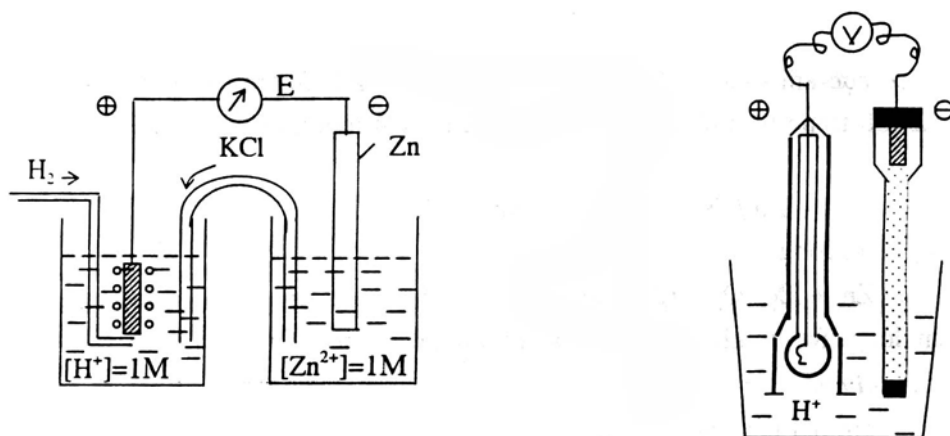 ⊕ E ⊖
KCl
Zn
H₂ →
[H⁺]=1M
[Zn²⁺]=1M
V
⊕ ⊖
H⁺